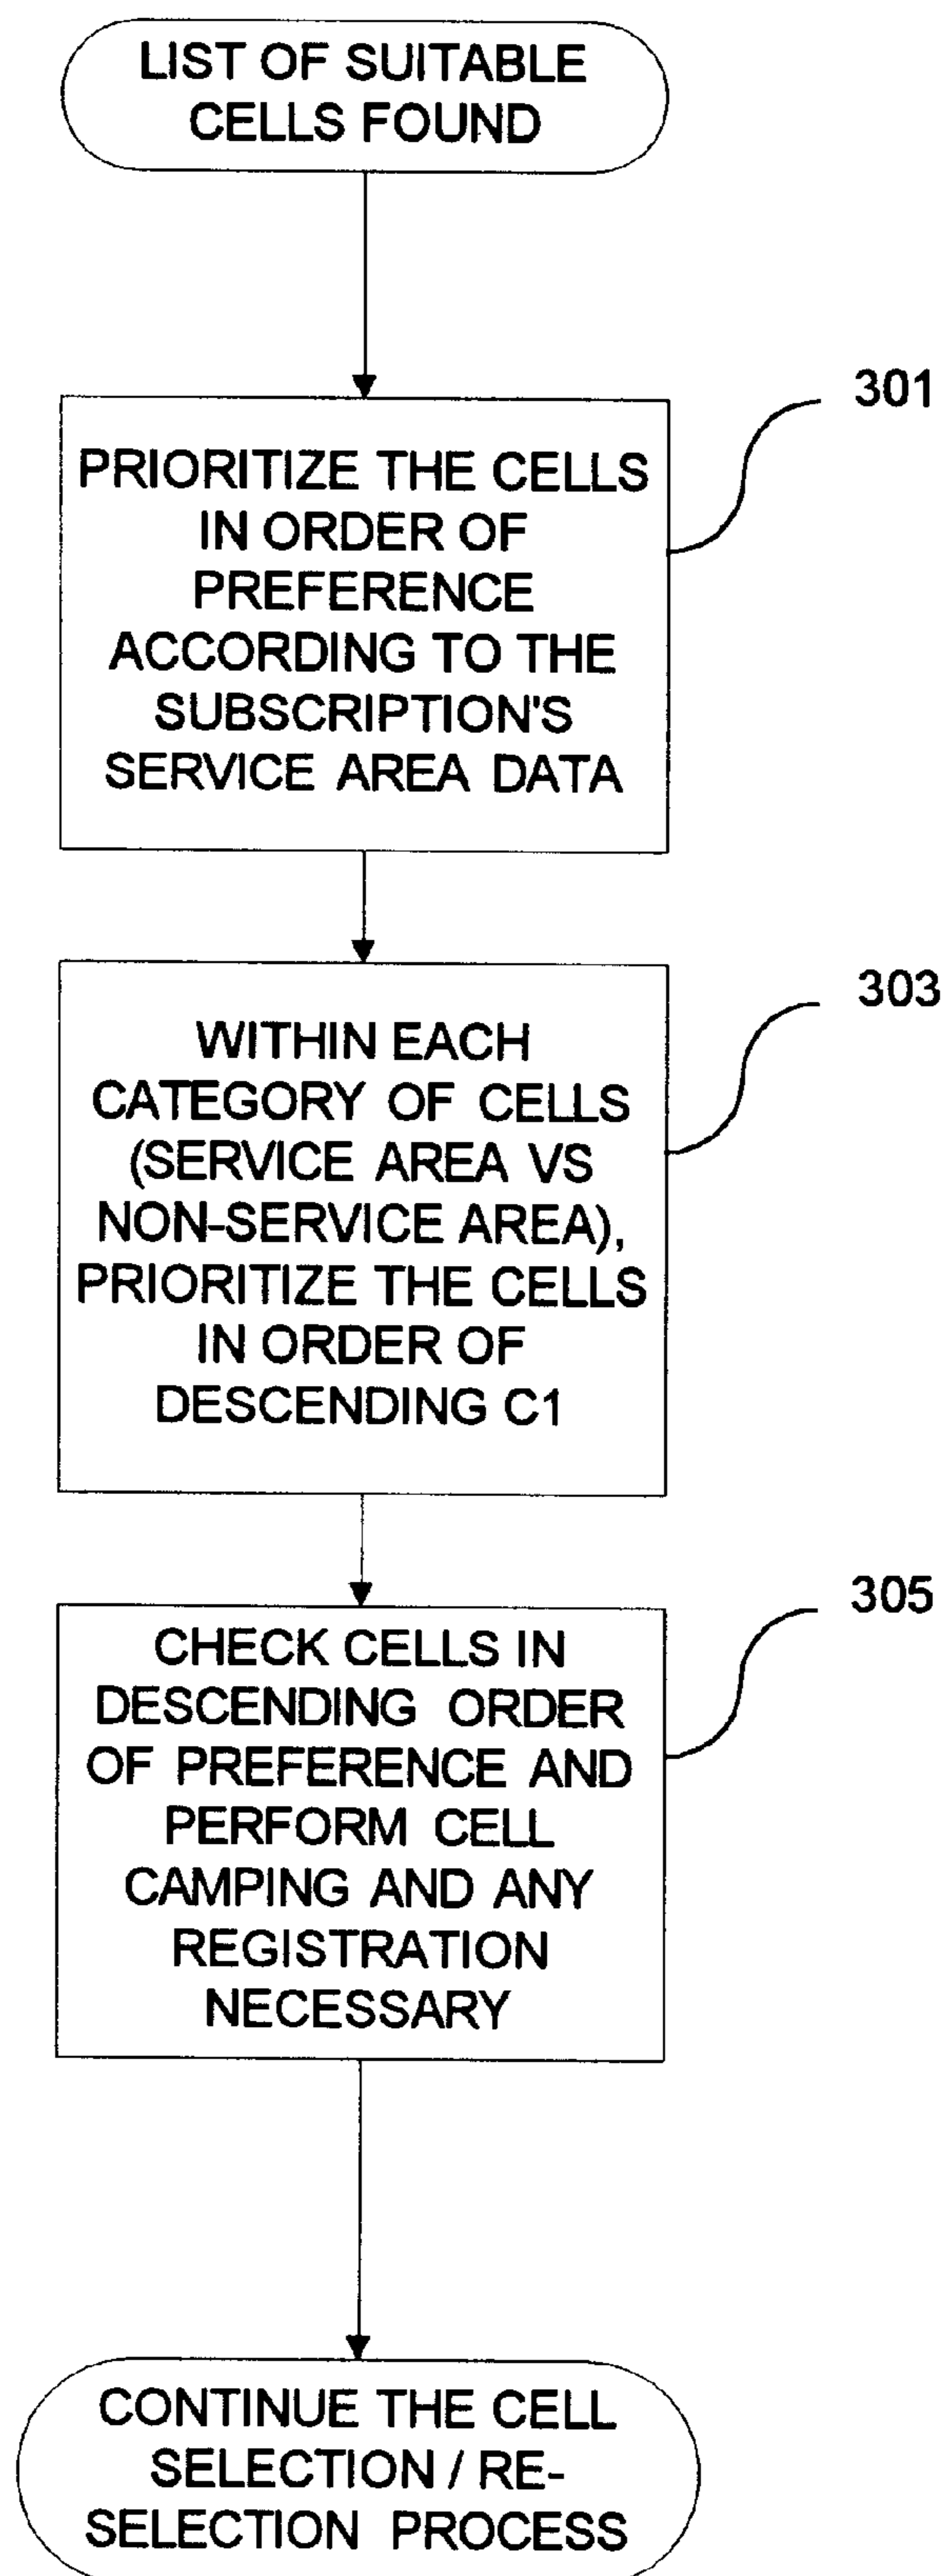 LIST OF SUITABLE
CELLS FOUND
301
PRIORITIZE THE CELLS
IN ORDER OF
PREFERENCE
ACCORDING TO THE
SUBSCRIPTION'S
SERVICE AREA DATA
303
WITHIN EACH
CATEGORY OF CELLS
(SERVICE AREA VS
NON-SERVICE AREA),
PRIORITIZE THE CELLS
IN ORDER OF
DESCENDING C1
305
CHECK CELLS IN
DESCENDING ORDER
OF PREFERENCE AND
PERFORM CELL
CAMPING AND ANY
REGISTRATION
NECESSARY
CONTINUE THE CELL
SELECTION / RE-
SELECTION PROCESS